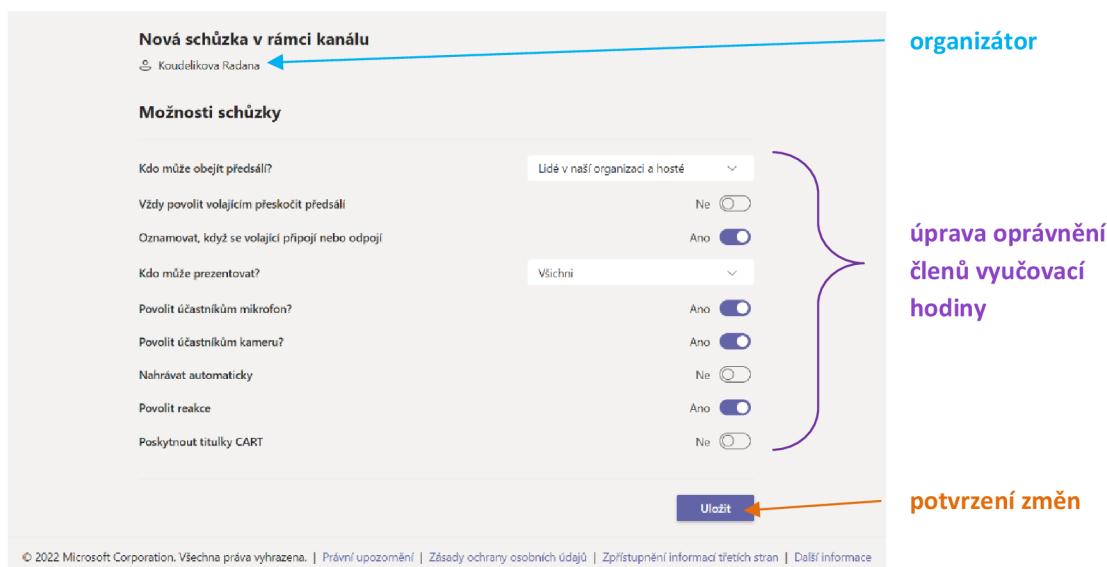 Nová schůzka v rámci kanálu
organizátor
Koudelikova Radana
Možnosti schůzky
Kdo může obejít předsálí?
Lidé v naší organizaci a hosté
Vždy povolit volajícím přeskočit předsálí
Ne
Oznamovat, když se volající připojí nebo odpojí
Ano
Kdo může prezentovat?
Všichni
Povolit účastníkům mikrofon?
Ano
Povolit účastníkům kameru?
Ano
Nahrávat automaticky
Ne
Povolit reakce
Ano
Poskytnout titulky CART
Ne
úprava oprávnění
členů vyučovací
hodiny
Uložit
potvrzení změn
© 2022 Microsoft Corporation. Všechna práva vyhrazena. | Právní upozornění | Zásady ochrany osobních údajů | Zpřístupnění informací třetích stran | Další informace